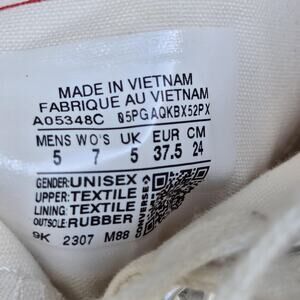 MADE IN VIETNAM
FABRIQUE AU VIETNAM
A05348C 05PGAQKBX52PX
MENS WO'S UK EUR CM
5 7 5 37.5 24
GENDER:UNISEX
UPPER:TEXTILE
LINING:TEXTILE
OUTSOLE:RUBBER
9K 2307 M88